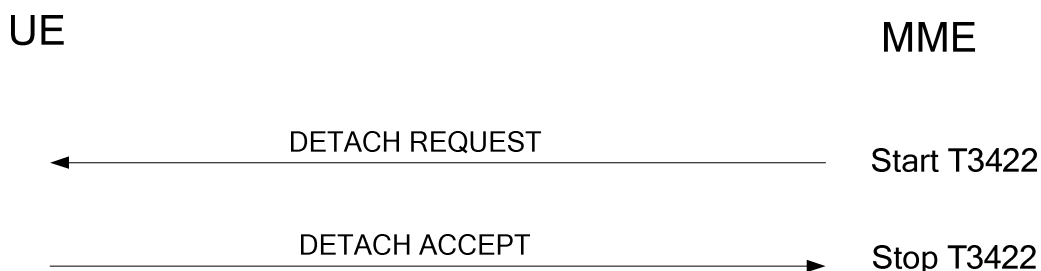 UE
MME
DETACH REQUEST
Start T3422
DETACH ACCEPT
Stop T3422